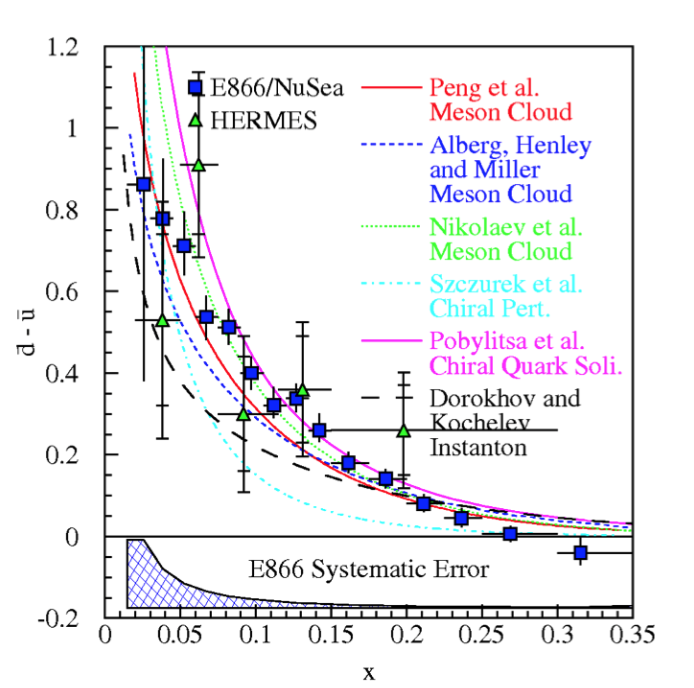 1.2
1
0.8
0.6
0.4
0.2
0
-0.2
d̄ - ū
E866/NuSea
HERMES
Peng et al.
Meson Cloud
Alberg, Henley
and Miller
Meson Cloud
Nikolaev et al.
Meson Cloud
Szczurek et al.
Chiral Pert.
Pobylitsa et al.
Chiral Quark Soli.
Dorokhov and
Kochelev
Instanton
E866 Systematic Error
0
0.05
0.1
0.15
0.2
0.25
0.3
0.35
x